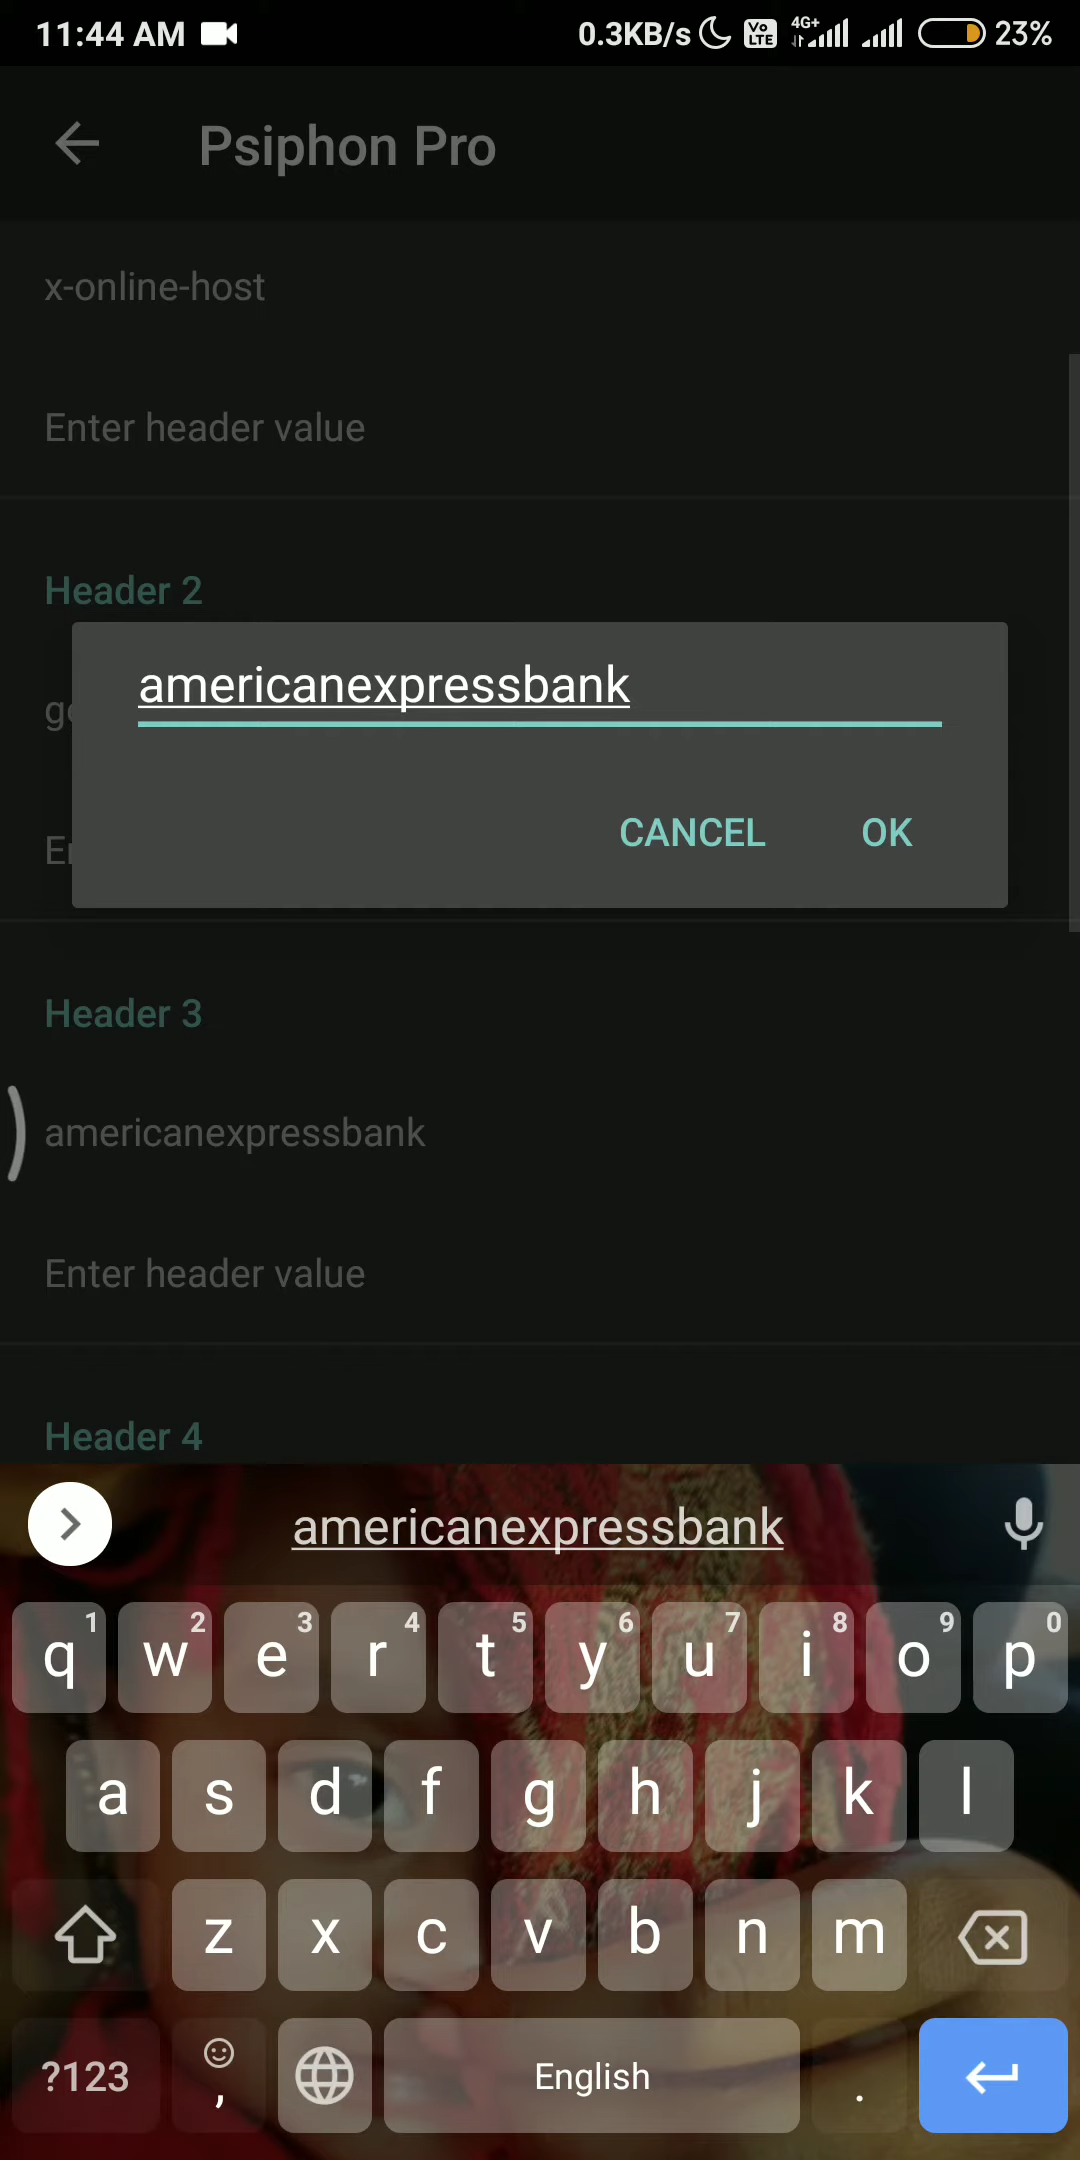 11:44 AM 0.3KB/s Vo LTE 4G+ 23%
Psiphon Pro
x-online-host
Enter header value
Header 2
americanexpressbank
CANCEL OK
Header 3
americanexpressbank
Enter header value
Header 4
americanexpressbank
q 1 w 2 e 3 r 4 t 5 y 6 u 7 i 8 o 9 p 0
a s d f g h j k l
z x c v b n m
?123 , English .